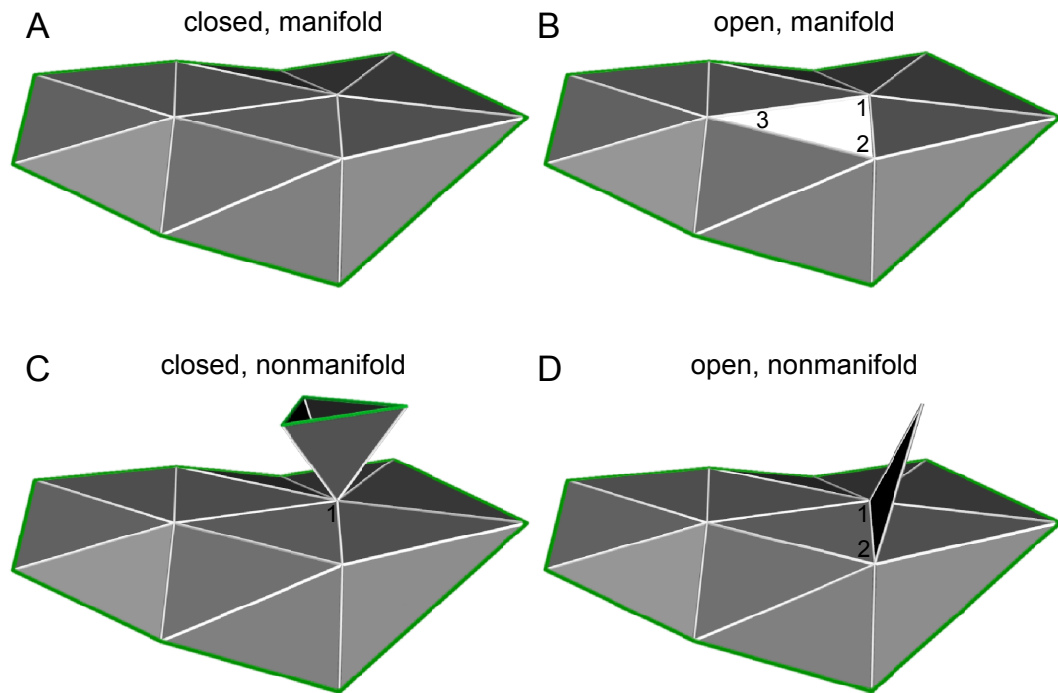 A closed, manifold
B open, manifold
3
1
2
C closed, nonmanifold
D open, nonmanifold
1
1
2